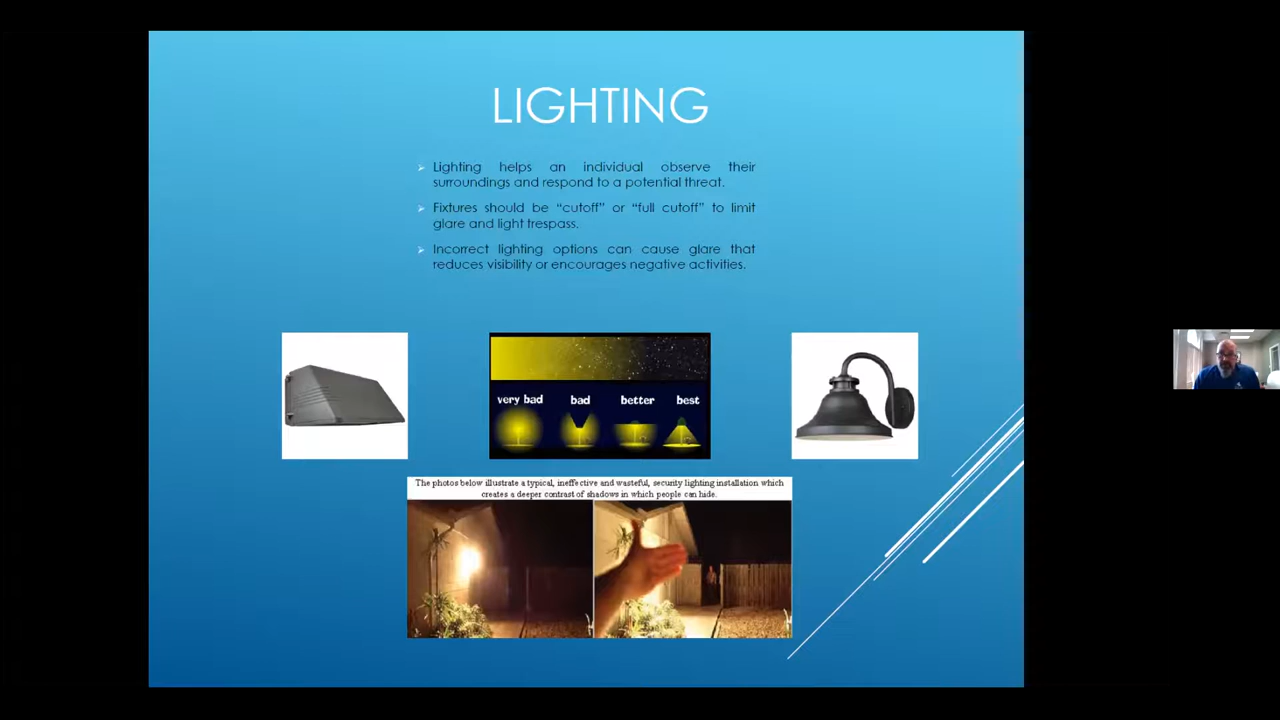 LIGHTING
Lighting helps an individual observe their
surroundings and respond to a potential threat.
Fixtures should be “cutoff” or “full cutoff” to limit
glare and light trespass.
Incorrect lighting options can cause glare that
reduces visibility or encourages negative activities.
very bad bad better best
The photos below illustrate a typical, ineffective and wasteful, security lighting installation which
creates a deeper contrast of shadows in which people can hide.